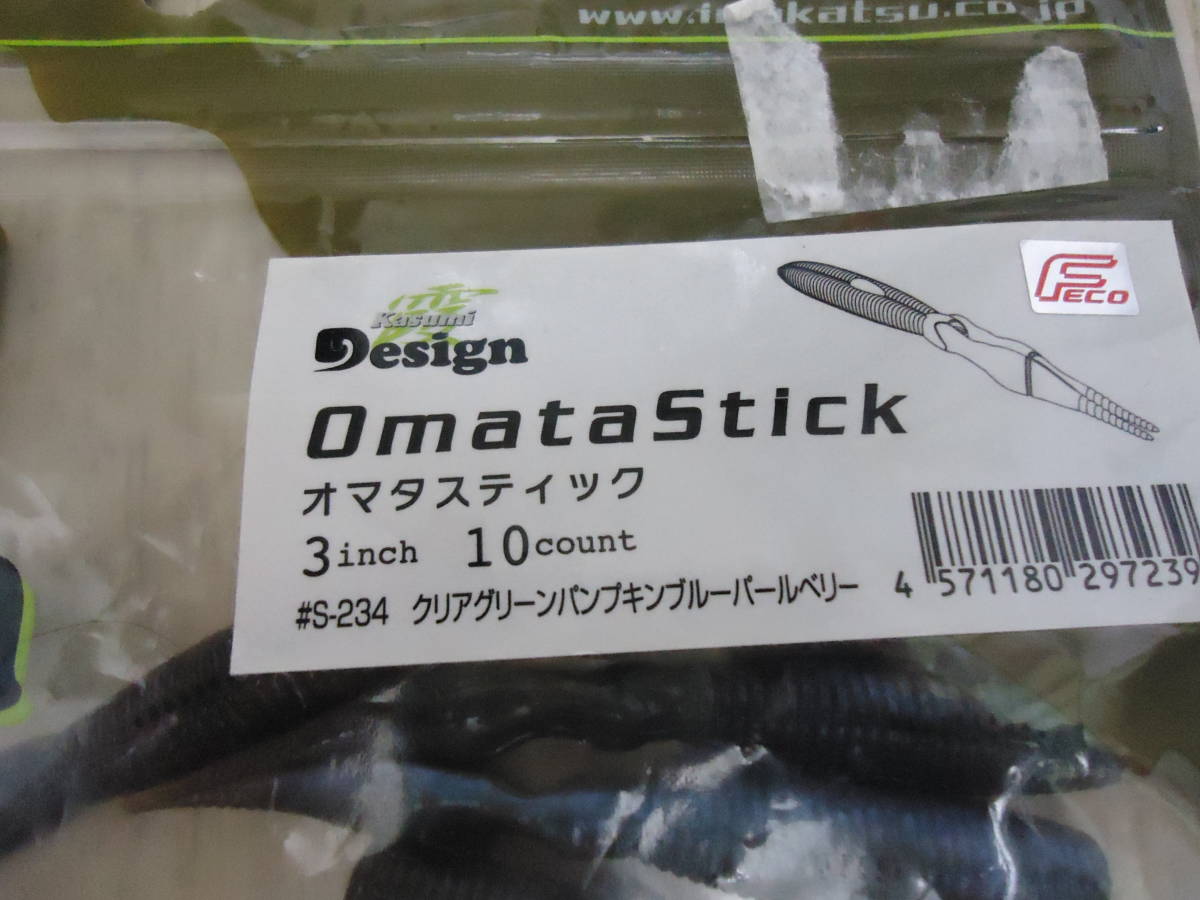 霞
Kasumi
Design
FECO
OmataStick
オマタスティック
3inch 10count
#S-234 クリアグリーンパンプキンブルーパールベリー
4 571180 297239